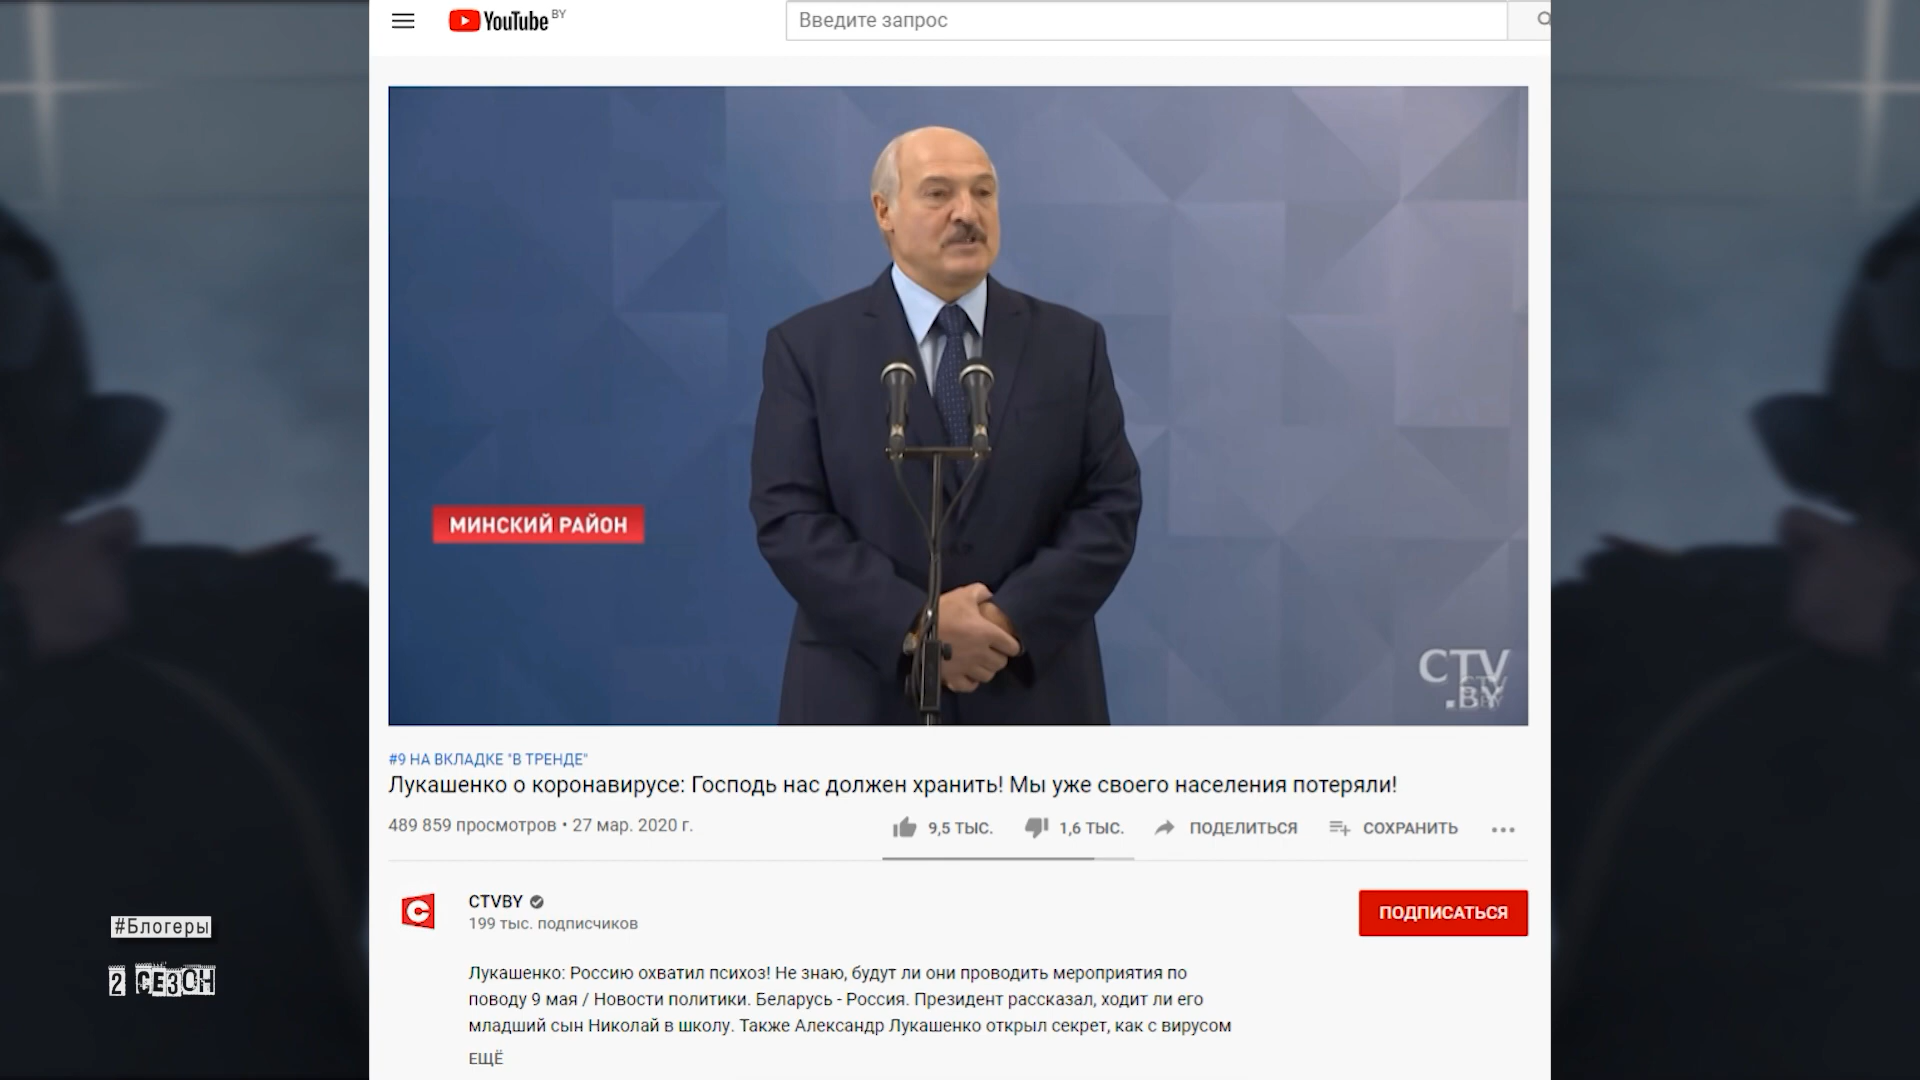 YouTube BY
Введите запрос
МИНСКИЙ РАЙОН
CTV
.BY
#9 НА ВКЛАДКЕ "В ТРЕНДЕ"
Лукашенко о коронавирусе: Господь нас должен хранить! Мы уже своего населения потеряли!
489 859 просмотров • 27 мар. 2020 г.
9,5 ТЫС.
1,6 ТЫС.
ПОДЕЛИТЬСЯ
СОХРАНИТЬ
CTVBY
199 тыс. подписчиков
ПОДПИСАТЬСЯ
#Блогеры
2 СЕЗОН
Лукашенко: Россию охватил психоз! Не знаю, будут ли они проводить мероприятия по
поводу 9 мая / Новости политики. Беларусь - Россия. Президент рассказал, ходит ли его
младший сын Николай в школу. Также Александр Лукашенко открыл секрет, как с вирусом
ЕЩЁ